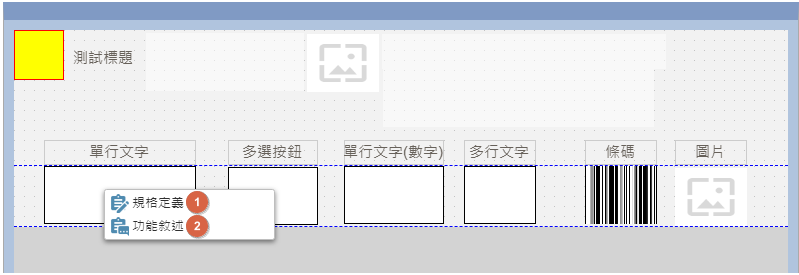 測試標題
單行文字
多選按鈕
單行文字(數字)
多行文字
條碼
圖片
規格定義 1
功能敘述 2